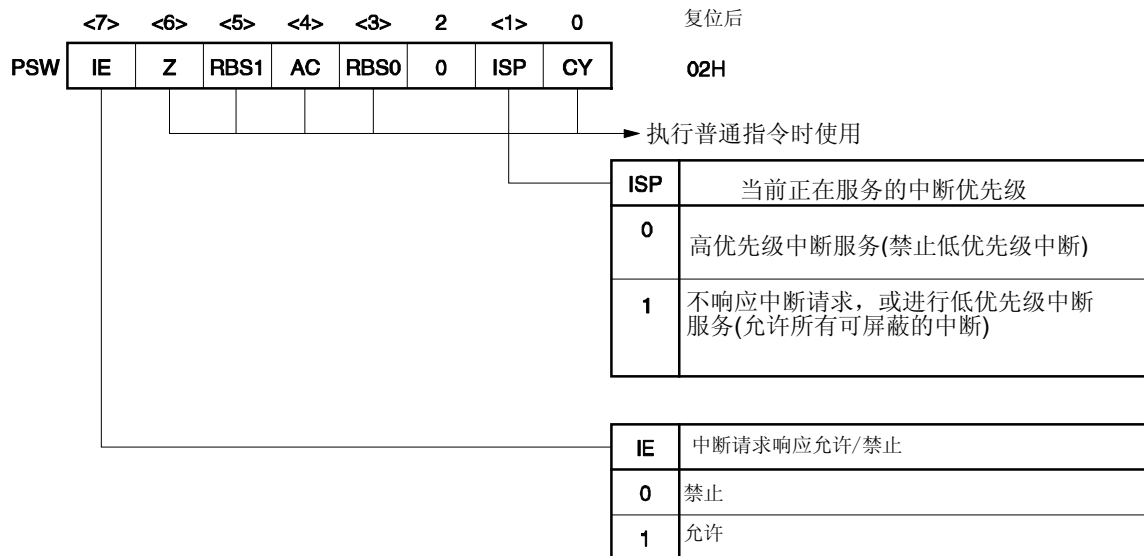 <7> <6> <5> <4> <3> 2 <1> 0 复位后
PSW IE Z RBS1 AC RBS0 0 ISP CY 02H
执行普通指令时使用
ISP 当前正在服务的中断优先级
0 高优先级中断服务(禁止低优先级中断)
1 不响应中断请求，或进行低优先级中断
服务(允许所有可屏蔽的中断)
IE 中断请求响应允许/禁止
0 禁止
1 允许